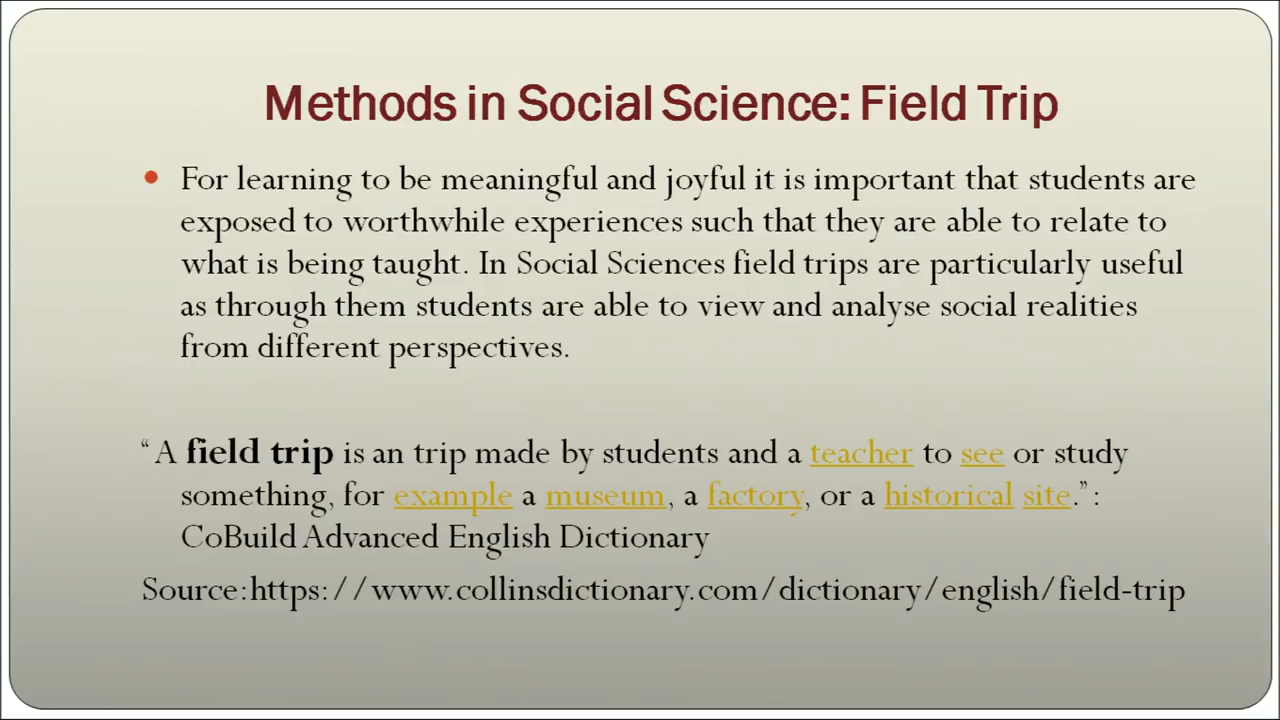 Methods in Social Science: Field Trip
• For learning to be meaningful and joyful it is important that students are
exposed to worthwhile experiences such that they are able to relate to
what is being taught. In Social Sciences field trips are particularly useful
as through them students are able to view and analyse social realities
from different perspectives.
“A field trip is an trip made by students and a teacher to see or study
something, for example a museum, a factory, or a historical site.”:
CoBuild Advanced English Dictionary
Source:https://www.collinsdictionary.com/dictionary/english/field-trip